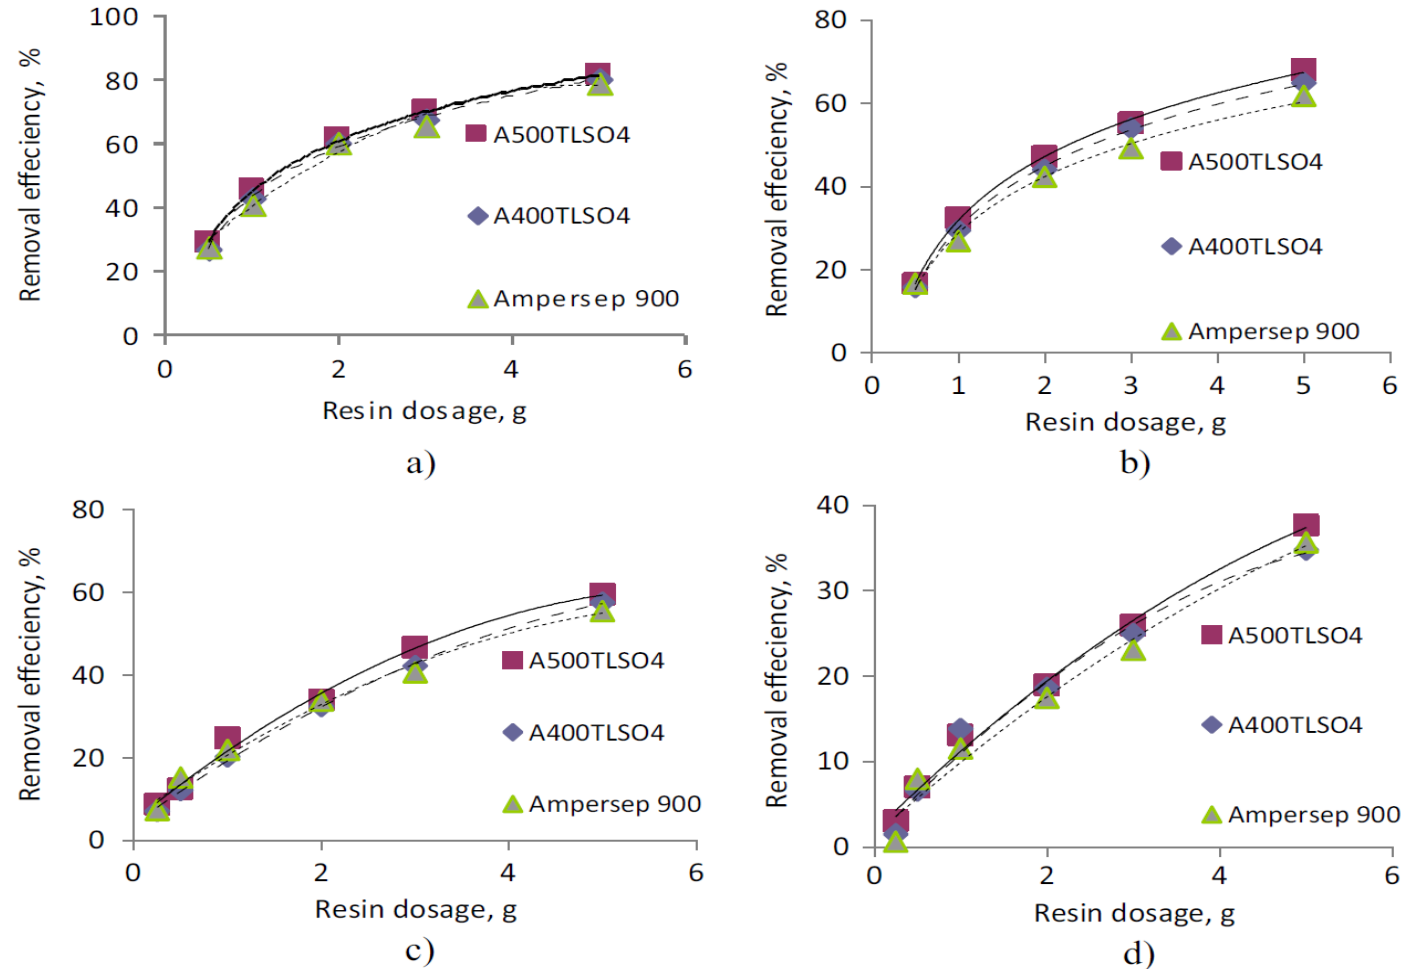 Removal effeciency, %
100
80
60
40
20
0
0 2 4 6
A500TLSO4
A400TLSO4
Ampersep 900
Resin dosage, g
a)
Removal effeciency, %
80
60
40
20
0
0 1 2 3 4 5 6
A500TLSO4
A400TLSO4
Ampersep 900
Resin dosage, g
b)
Removal effeciency, %
80
60
40
20
0
0 2 4 6
A500TLSO4
A400TLSO4
Ampersep 900
Resin dosage, g
c)
Removal effeciency, %
40
30
20
10
0
0 2 4 6
A500TLSO4
A400TLSO4
Ampersep 900
Resin dosage, g
d)